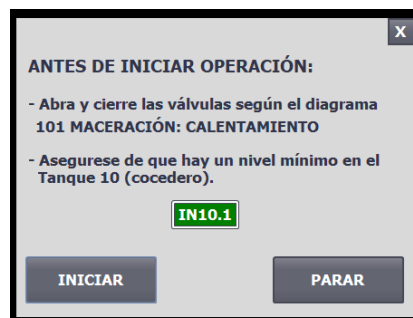 X
ANTES DE INICIAR OPERACIÓN:
- Abra y cierre las válvulas según el diagrama
101 MACERACIÓN: CALENTAMIENTO
- Asegurese de que hay un nivel mínimo en el
Tanque 10 (cocedero).
IN10.1
INICIAR PARAR